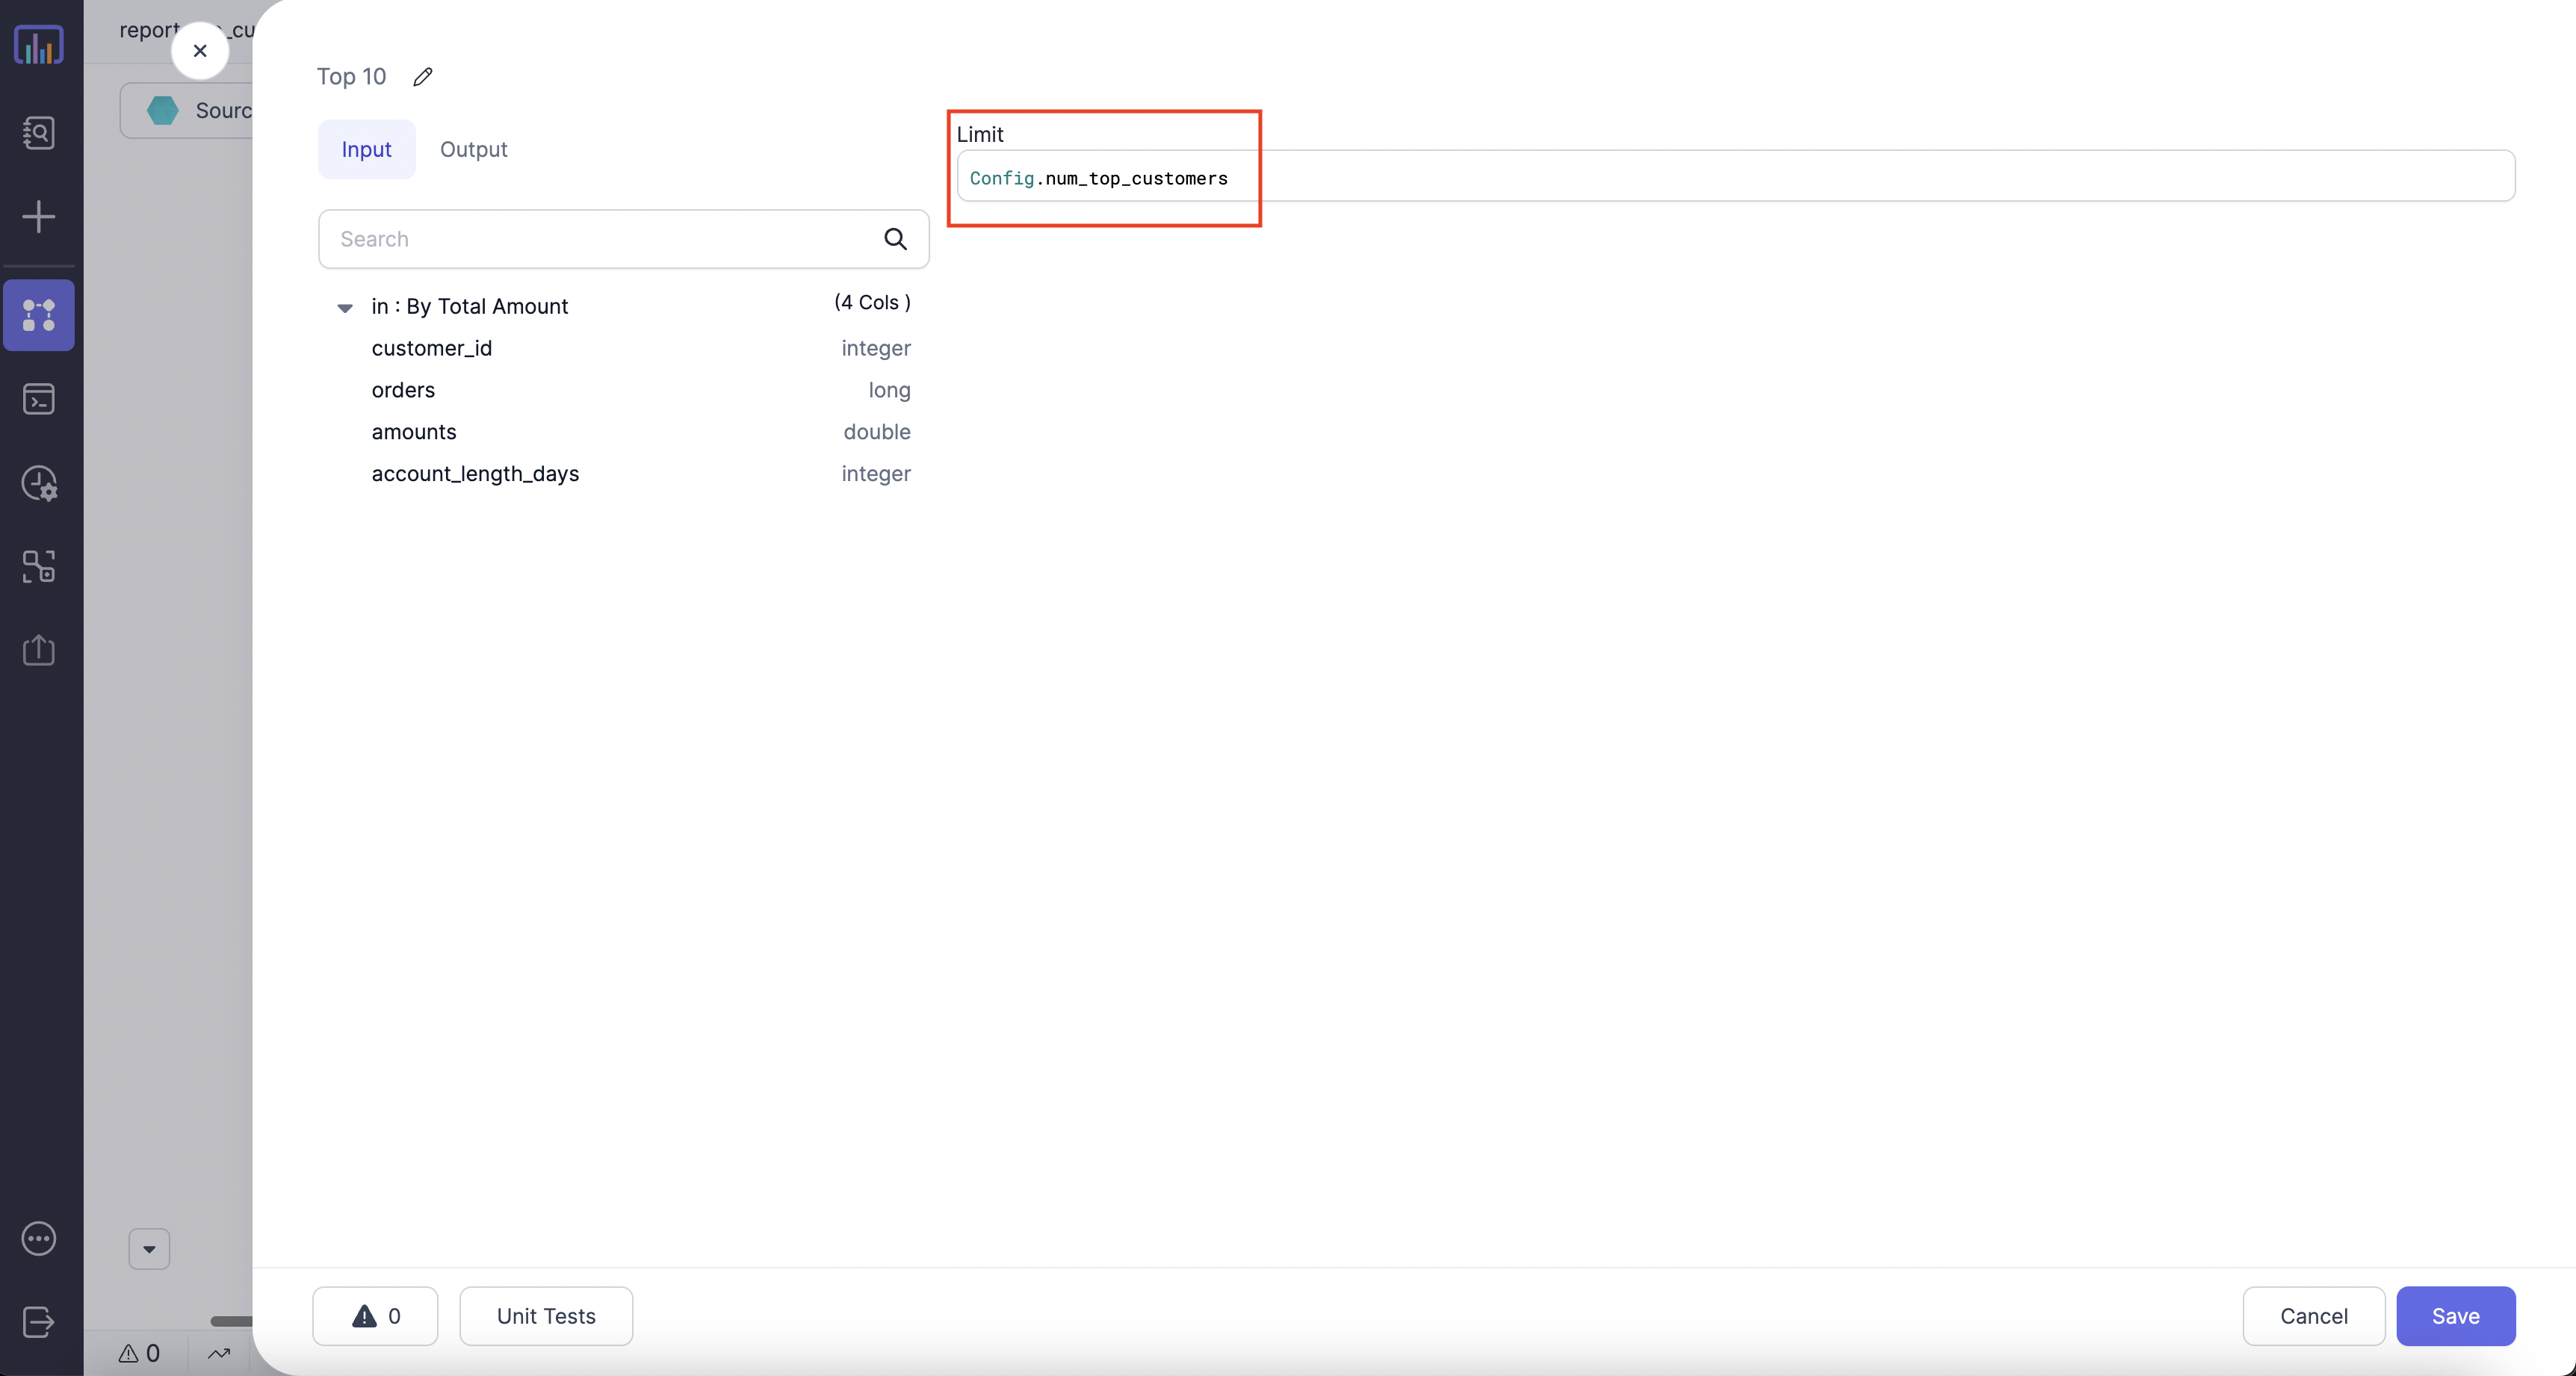 report
_cu
Sourc
Top 10
Input Output
Limit
Config.num_top_customers
Search
in : By Total Amount (4 Cols )
customer_id integer
orders long
amounts double
account_length_days integer
0 Unit Tests Cancel Save
0